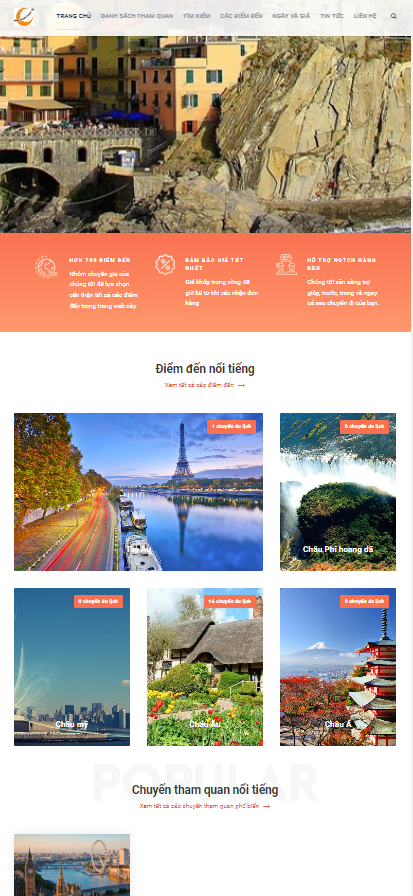 TRANG CHỦ DANH SÁCH THAM QUAN TÌM KIẾM CÁC ĐIỂM ĐẾN NGÀY VÀ GIÁ TIN TỨC LIÊN HỆ
HƠN 700 ĐIỂM ĐẾN
Nhóm chuyên gia của
chúng tôi đã lựa chọn
cẩn thận tất cả các điểm
đến trong trang web này
ĐẢM BẢO GIÁ TỐT
NHẤT
Giá khớp trong vòng 48
giờ kể từ khi xác nhận đơn
hàng
HỖ TRỢ NOTCH HÀNG
ĐẦU
Chúng tôi sẵn sàng trợ
giúp, trước, trong và ngay
cả sau chuyến đi của bạn.
Điểm đến nổi tiếng
Xem tất cả các điểm đến →
1 chuyến du lịch
0 chuyến du lịch
Châu Phi hoang dã
0 chuyến du lịch
Châu mỹ
16 chuyến du lịch
Châu Âu
0 chuyến du lịch
Châu Á
POPULAR
Chuyến tham quan nổi tiếng
Xem tất cả các chuyến tham quan phổ biến →